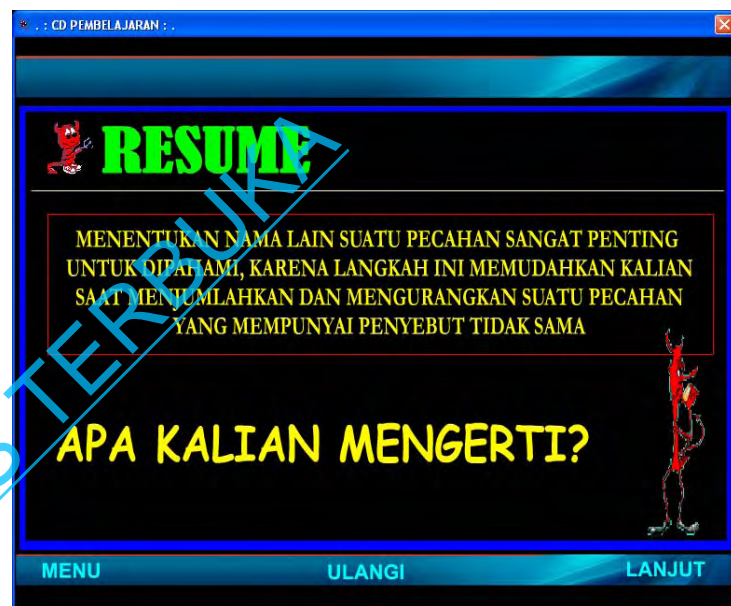 . : CD PEMBELAJARAN : .
RESUME
MENENTUKAN NAMA LAIN SUATU PECAHAN SANGAT PENTING
UNTUK DIPAHAMI, KARENA LANGKAH INI MEMUDAHKAN KALIAN
SAAT MENJUMLAHKAN DAN MENGURANGKAN SUATU PECAHAN
YANG MEMPUNYAI PENYEBUT TIDAK SAMA
APA KALIAN MENGERTI?
MENU
ULANGI
LANJUT
TERBUKA